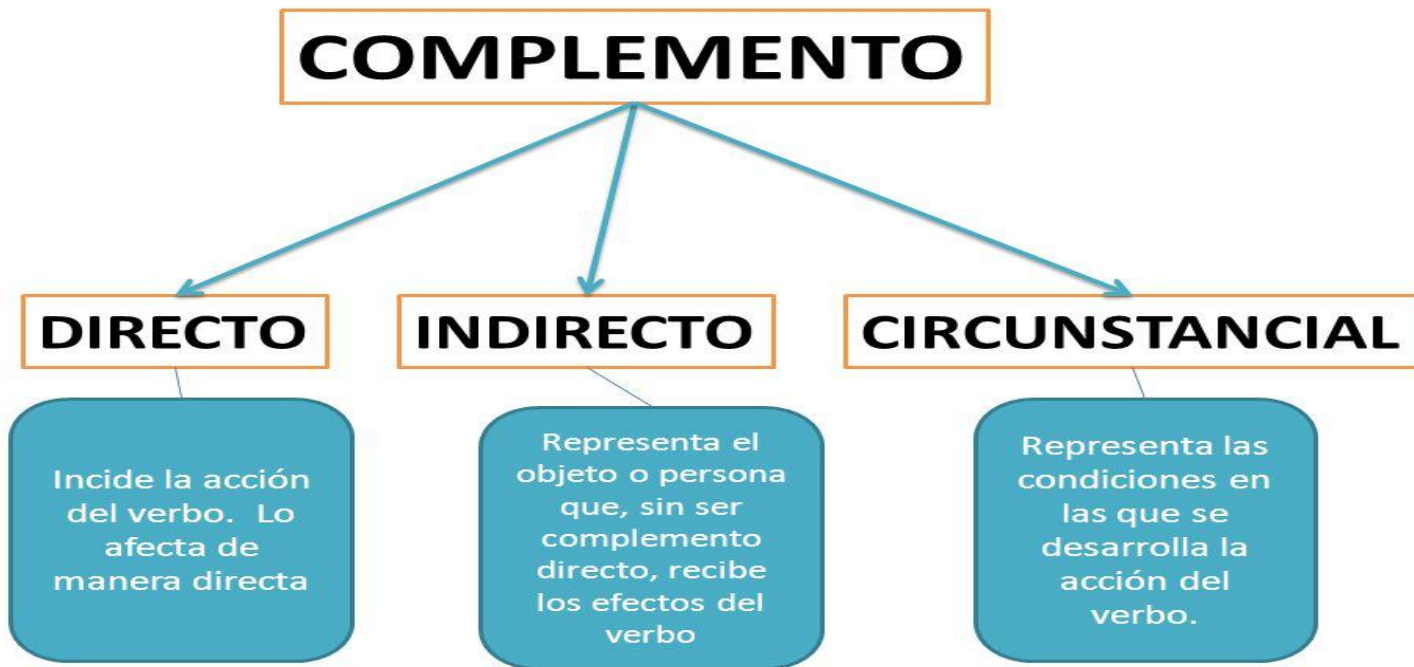 COMPLEMENTO
DIRECTO
INDIRECTO
CIRCUNSTANCIAL
Incide la acción
del verbo. Lo
afecta de
manera directa
Representa el
objeto o persona
que, sin ser
complemento
directo, recibe
los efectos del
verbo
Representa las
condiciones en
las que se
desarrolla la
acción del
verbo.